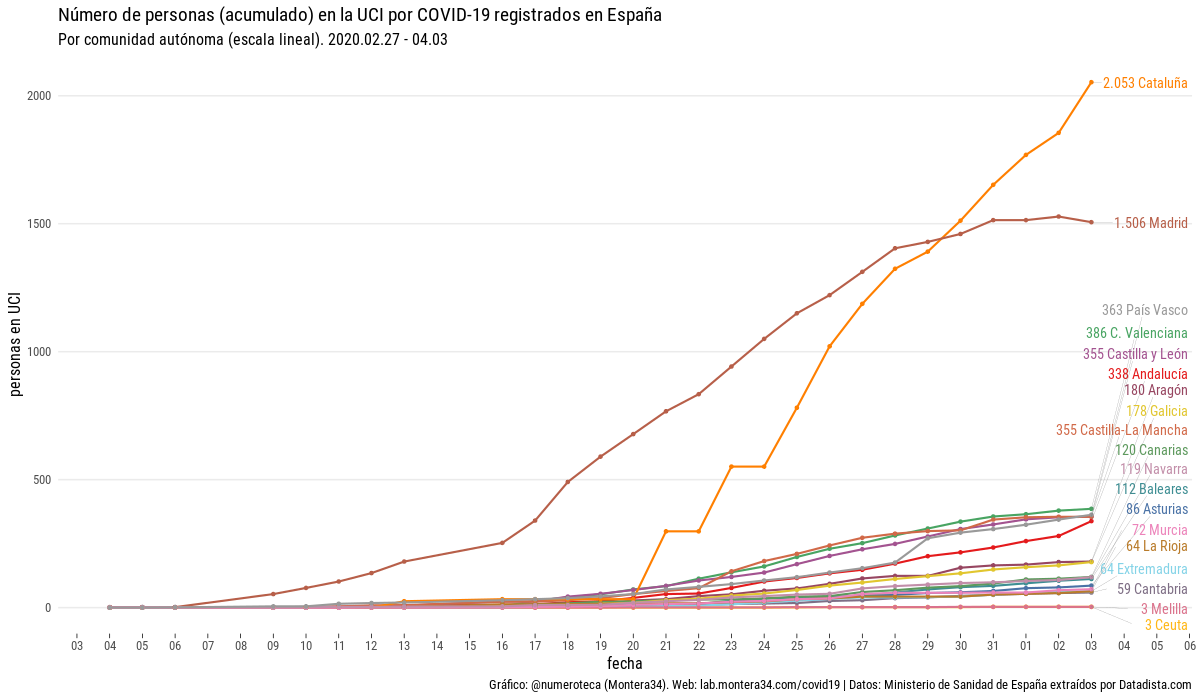 Número de personas (acumulado) en la UCI por COVID-19 registrados en España
Por comunidad autónoma (escala lineal). 2020.02.27 - 04.03
personas en UCI
2000
1500
1000
500
0
2.053 Cataluña
1.506 Madrid
363 País Vasco
386 C. Valenciana
355 Castilla y León
338 Andalucía
180 Aragón
178 Galicia
355 Castilla-La Mancha
120 Canarias
119 Navarra
112 Baleares
86 Asturias
72 Murcia
64 La Rioja
64 Extremadura
59 Cantabria
3 Melilla
3 Ceuta
03 04 05 06 07 08 09 10 11 12 13 14 15 16 17 18 19 20 21 22 23 24 25 26 27 28 29 30 31 01 02 03 04 05 06
fecha
Gráfico: @numeroteca (Montera34). Web: lab.montera34.com/covid19 | Datos: Ministerio de Sanidad de España extraídos por Datadista.com